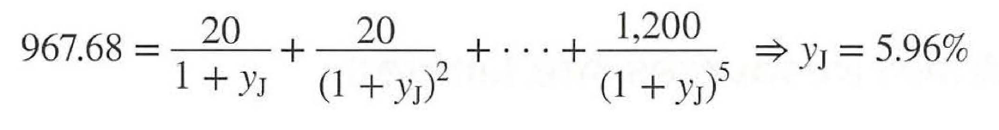 967.68 = 20/(1 + y_J) + 20/(1 + y_J)^2 + · · · + 1,200/(1 + y_J)^5 ⇒ y_J = 5.96%